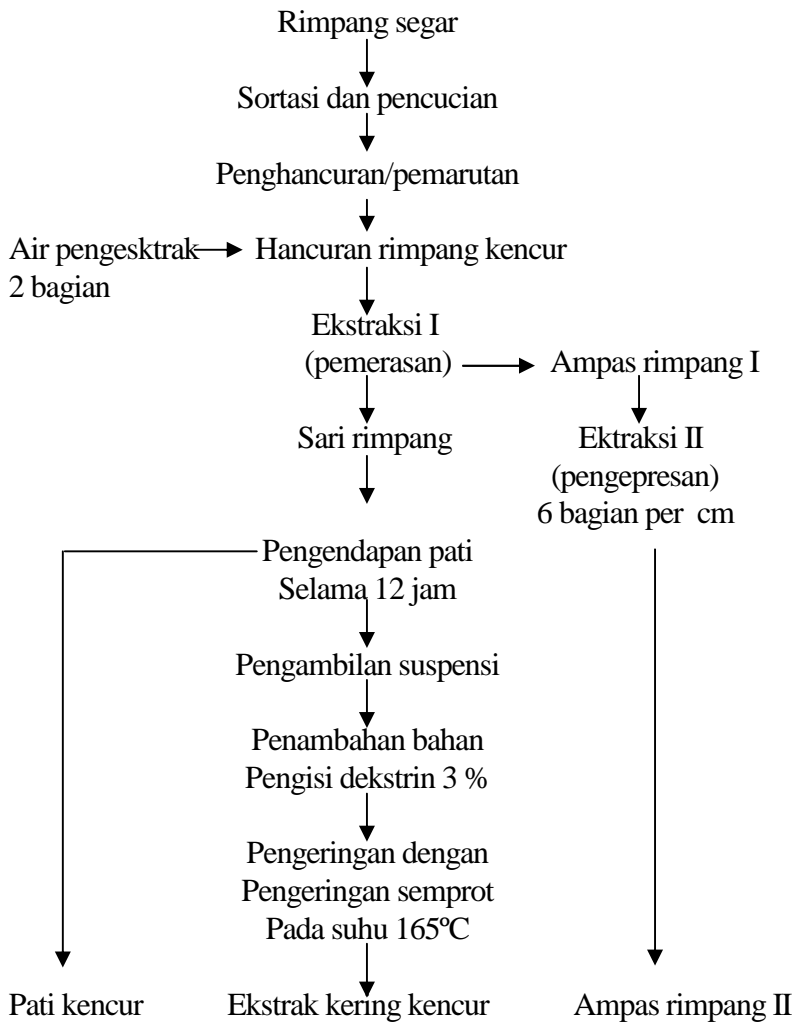 Rimpang segar
Sortasi dan pencucian
Penghancuran/pemarutan
Air pengesktrak
2 bagian
Hancuran rimpang kencur
Ekstraksi I
(pemerasan)
Ampas rimpang I
Sari rimpang
Ektraksi II
(pengepresan)
6 bagian per cm
Pengendapan pati
Selama 12 jam
Pengambilan suspensi
Penambahan bahan
Pengisi dekstrin 3 %
Pengeringan dengan
Pengeringan semprot
Pada suhu 165ºC
Pati kencur
Ekstrak kering kencur
Ampas rimpang II